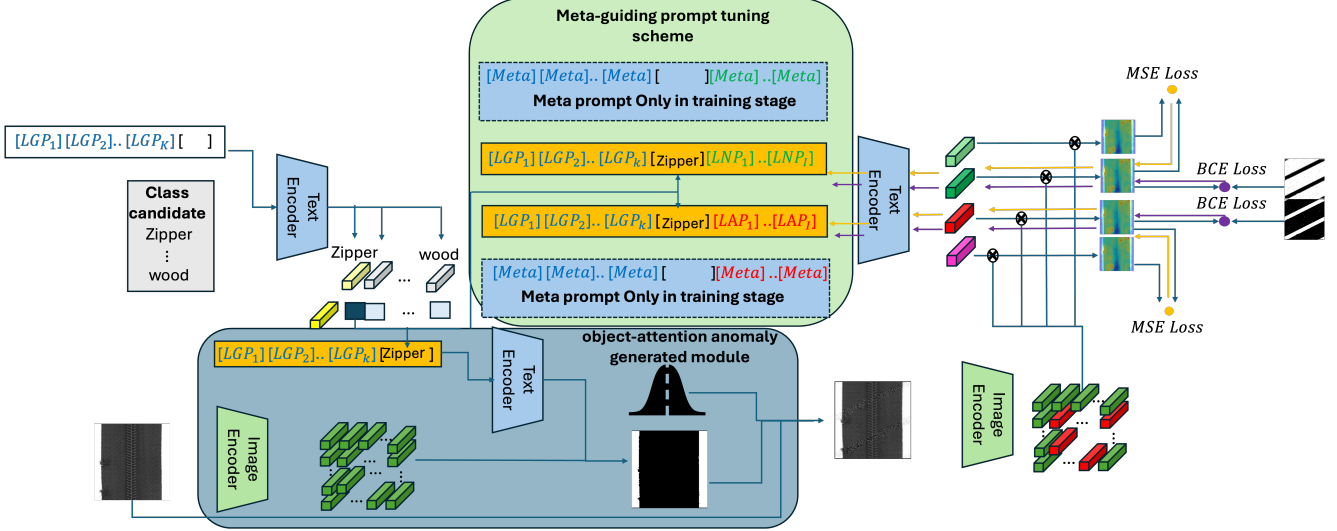 Meta-guiding prompt tuning
scheme
[Meta][Meta]..[Meta][ ][Meta]..[Meta]
Meta prompt Only in training stage
[LGP₁][LGP₂]..[LGPₖ][Zipper][LNP₁]..[LNPₗ]
[LGP₁][LGP₂]..[LGPₖ][Zipper][LAP₁]..[LAPₗ]
[Meta][Meta]..[Meta][ ][Meta]..[Meta]
Meta prompt Only in training stage
[LGP₁][LGP₂]..[LGP_K][ ]
Class
candidate
Zipper
⋮
wood
Text
Encoder
Zipper
wood
...
...
object-attention anomaly
generated module
[LGP₁][LGP₂]..[LGPₖ][Zipper ]
Text
Encoder
Image
Encoder
Text
Encoder
MSE Loss
BCE Loss
BCE Loss
MSE Loss
Image
Encoder